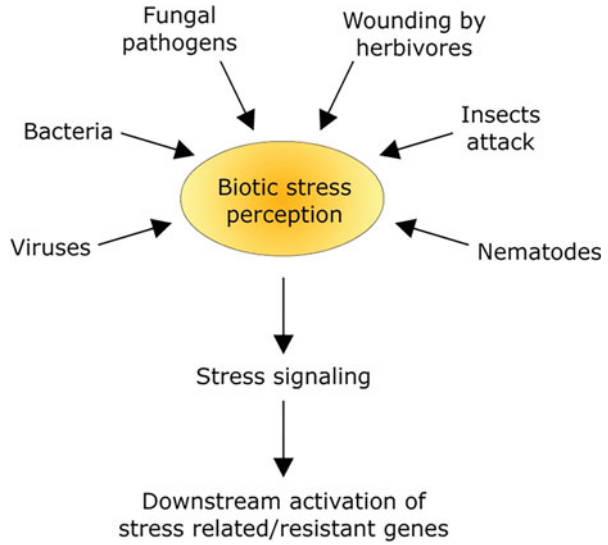 Fungal
pathogens
Wounding by
herbivores
Bacteria
Insects
attack
Biotic stress
perception
Viruses
Nematodes
Stress signaling
Downstream activation of
stress related/resistant genes